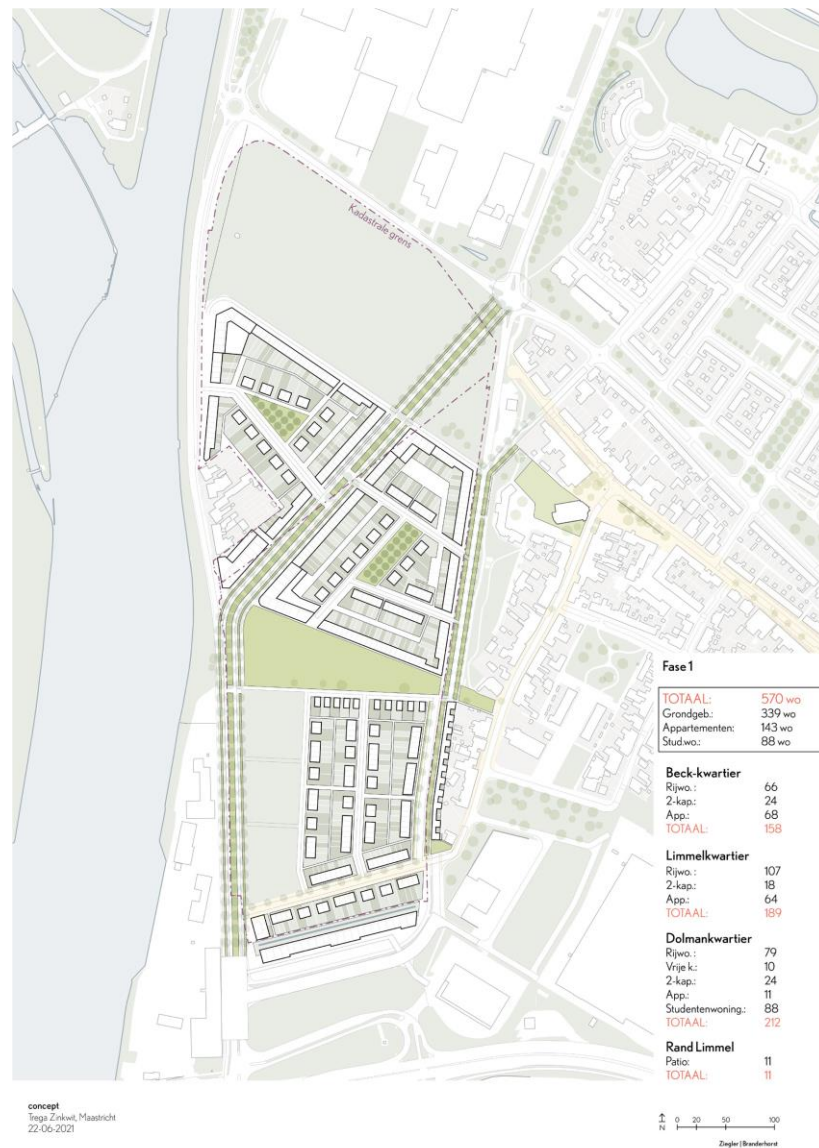 Kadastrale grens
Fase 1
TOTAAL: 570 wo
Grondgeb.: 339 wo
Appartementen: 143 wo
Stud.wo.: 88 wo
Beck-kwartier
Rijwo. : 66
2-kap.: 24
App.: 68
TOTAAL: 158
Limmelkwartier
Rijwo. : 107
2-kap.: 18
App.: 64
TOTAAL: 189
Dolmankwartier
Rijwo. : 79
Vrije k.: 10
2-kap.: 24
App.: 11
Studentenwoning.: 88
TOTAAL: 212
Rand Limmel
Patio: 11
TOTAAL: 11
concept
Trega Zinkwit, Maastricht
22-06-2021
N 0 20 50 100
Ziegler | Branderhorst